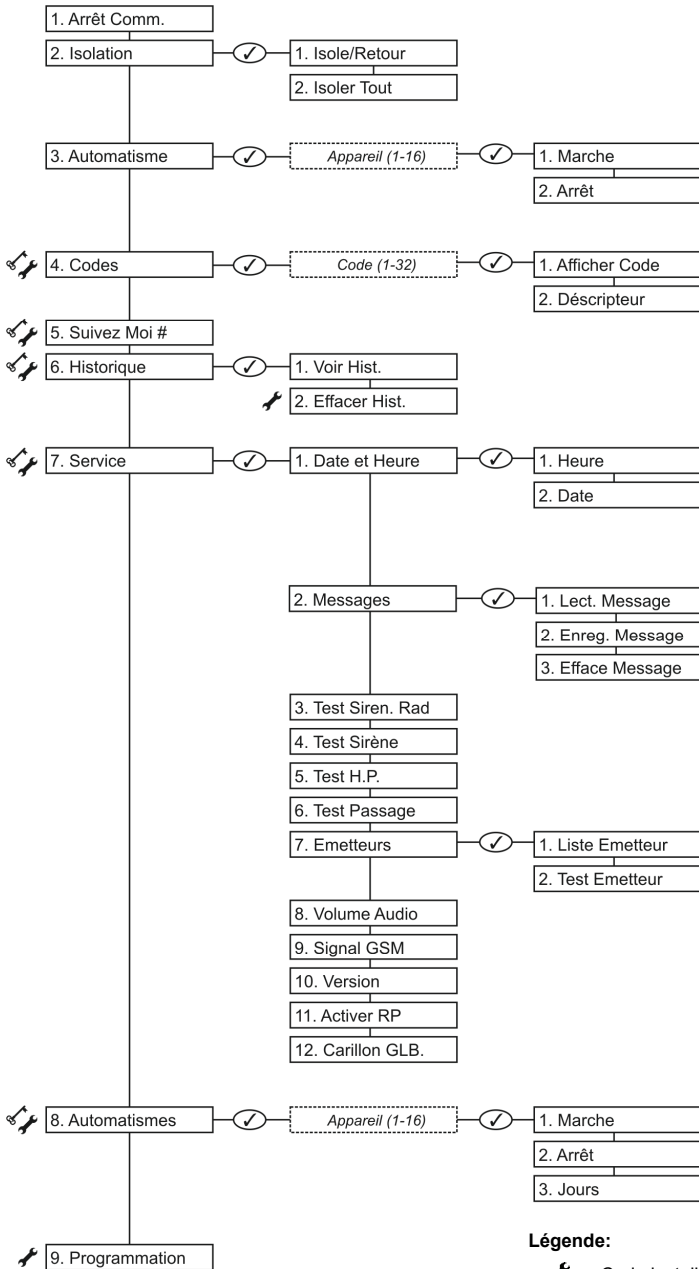 1. Arrêt Comm.
2. Isolation
1. Isole/Retour
2. Isoler Tout
3. Automatisme
Appareil (1-16)
1. Marche
2. Arrêt
4. Codes
Code (1-32)
1. Afficher Code
2. Déscripteur
5. Suivez Moi #
6. Historique
1. Voir Hist.
2. Effacer Hist.
7. Service
1. Date et Heure
1. Heure
2. Date
2. Messages
1. Lect. Message
2. Enreg. Message
3. Efface Message
3. Test Siren. Rad
4. Test Sirène
5. Test H.P.
6. Test Passage
7. Emetteurs
1. Liste Emetteur
2. Test Emetteur
8. Volume Audio
9. Signal GSM
10. Version
11. Activer RP
12. Carillon GLB.
8. Automatismes
Appareil (1-16)
1. Marche
2. Arrêt
3. Jours
9. Programmation
Légende: